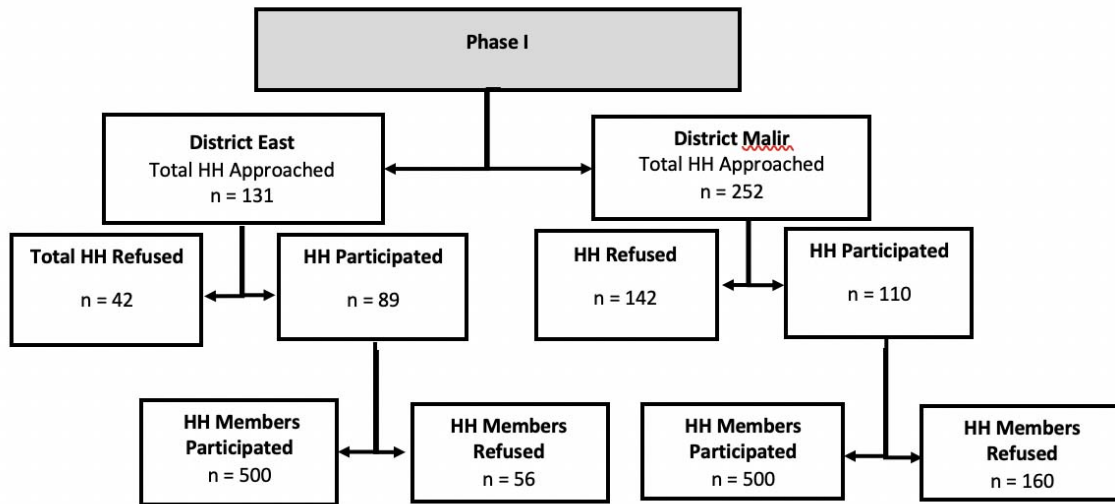 Phase I
District East
Total HH Approached
n = 131
District Malir
Total HH Approached
n = 252
Total HH Refused
n = 42
HH Participated
n = 89
HH Refused
n = 142
HH Participated
n = 110
HH Members
Participated
n = 500
HH Members
Refused
n = 56
HH Members
Participated
n = 500
HH Members
Refused
n = 160